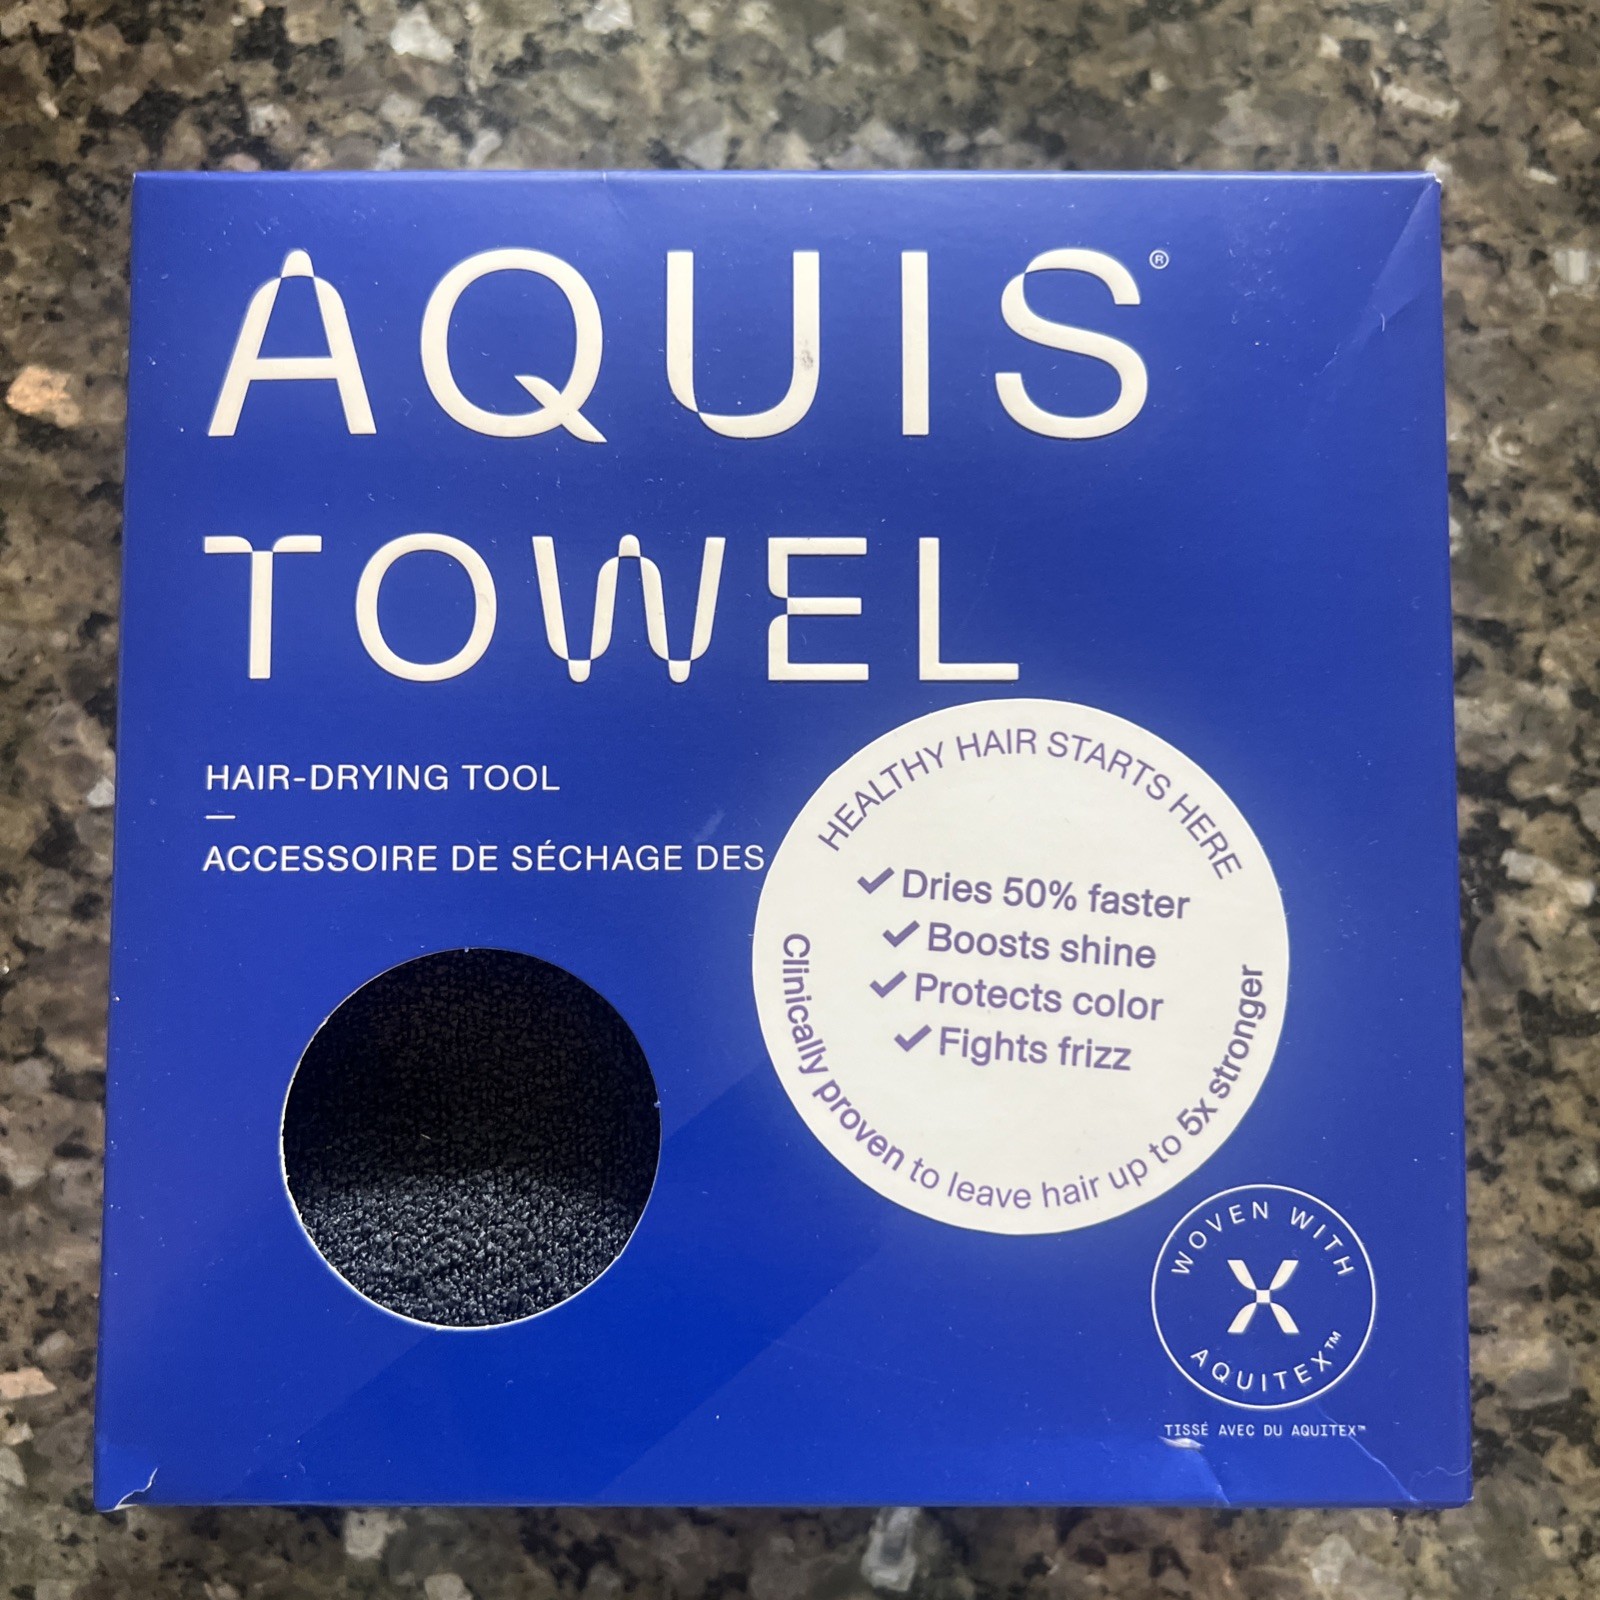 AQUIS®
TOWEL
HAIR-DRYING TOOL
—
ACCESSOIRE DE SÉCHAGE DES
HEALTHY HAIR STARTS HERE
✓ Dries 50% faster
✓ Boosts shine
✓ Protects color
✓ Fights frizz
Clinically proven to leave hair up to 5x stronger
WOVEN WITH
AQUITEX™
TISSÉ AVEC DU AQUITEX™